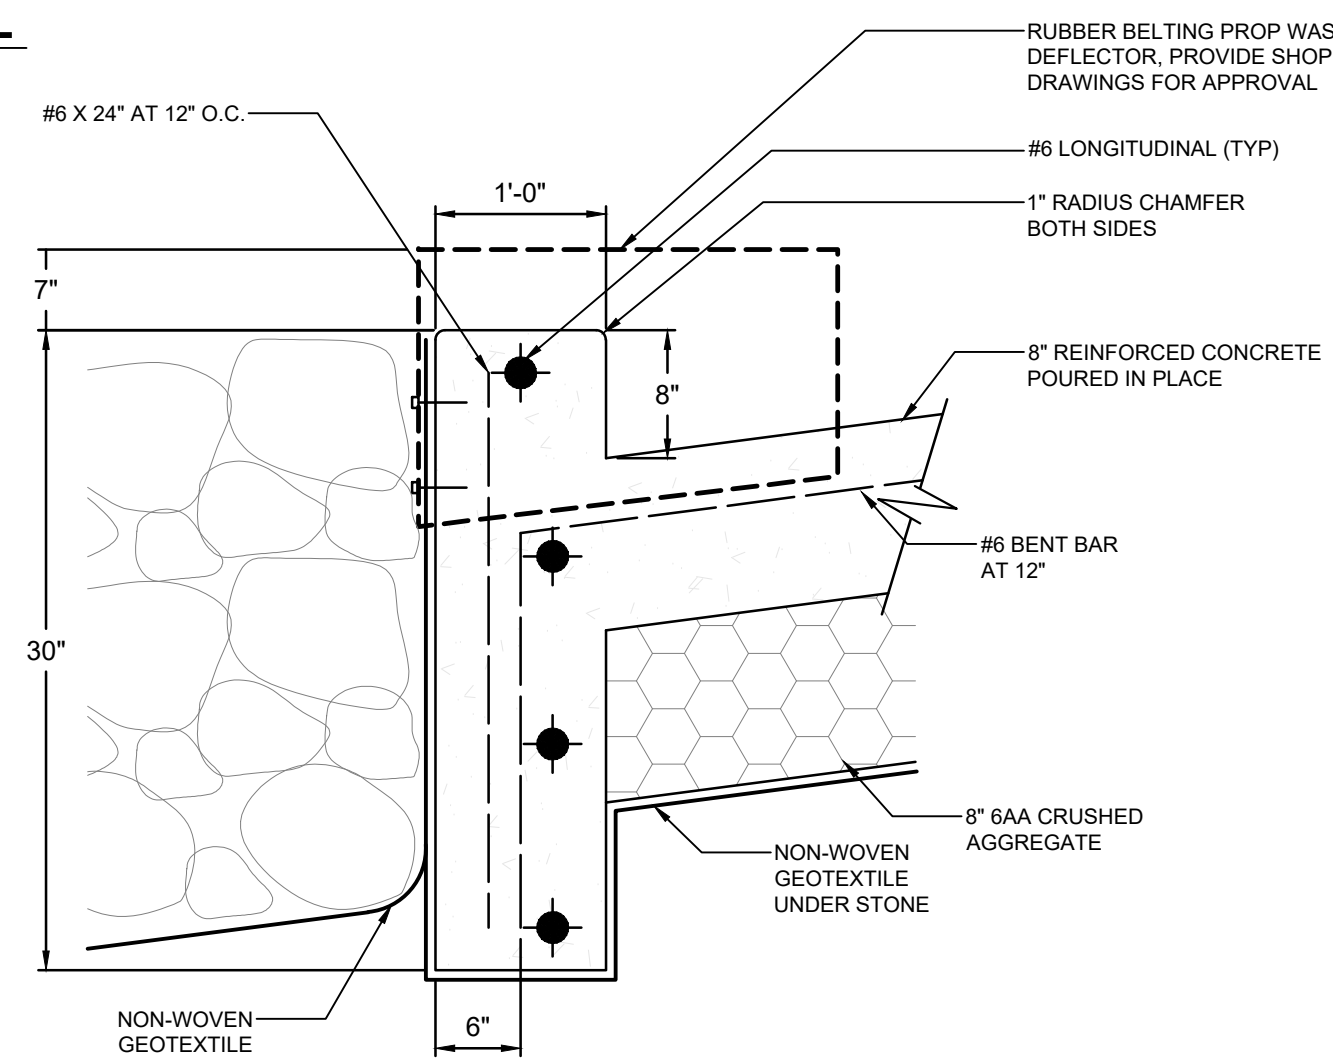 RUBBER BELTING PROP WAS
DEFLECTOR, PROVIDE SHOP
DRAWINGS FOR APPROVAL
#6 X 24" AT 12" O.C.
#6 LONGITUDINAL (TYP)
1'-0"
1" RADIUS CHAMFER
BOTH SIDES
7"
8" REINFORCED CONCRETE
POURED IN PLACE
8"
#6 BENT BAR
AT 12"
30"
8" 6AA CRUSHED
AGGREGATE
NON-WOVEN
GEOTEXTILE
UNDER STONE
NON-WOVEN
GEOTEXTILE
6"